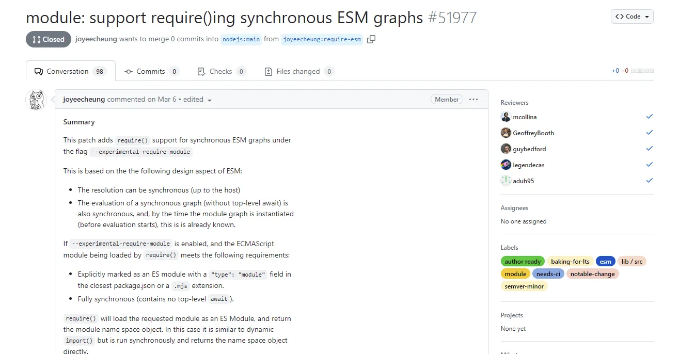 module: support require()ing synchronous ESM graphs #51977
<> Code
Closed
joyeecheung wants to merge 0 commits into nodejs:main from joyeecheung:require-esm
Conversation 98
Commits 0
Checks 0
Files changed 0
+0 −0
joyeecheung commented on Mar 6 • edited
Member
Summary
This patch adds require() support for synchronous ESM graphs under
the flag --experimental-require-module
This is based on the the following design aspect of ESM:
• The resolution can be synchronous (up to the host)
• The evaluation of a synchronous graph (without top-level await) is
also synchronous, and, by the time the module graph is instantiated
(before evaluation starts), this is is already known.
If --experimental-require-module is enabled, and the ECMAScript
module being loaded by require() meets the following requirements:
• Explicitly marked as an ES module with a "type": "module" field in
the closest package.json or a .mjs extension.
• Fully synchronous (contains no top-level await).
require() will load the requested module as an ES Module, and return
the module name space object. In this case it is similar to dynamic
import() but is run synchronously and returns the name space object
directly.
Reviewers
mcollina
GeoffreyBooth
guybedford
legendecas
aduh95
Assignees
No one assigned
Labels
author ready baking-for-lts esm lib / src
module needs-ci notable-change
semver-minor
Projects
None yet